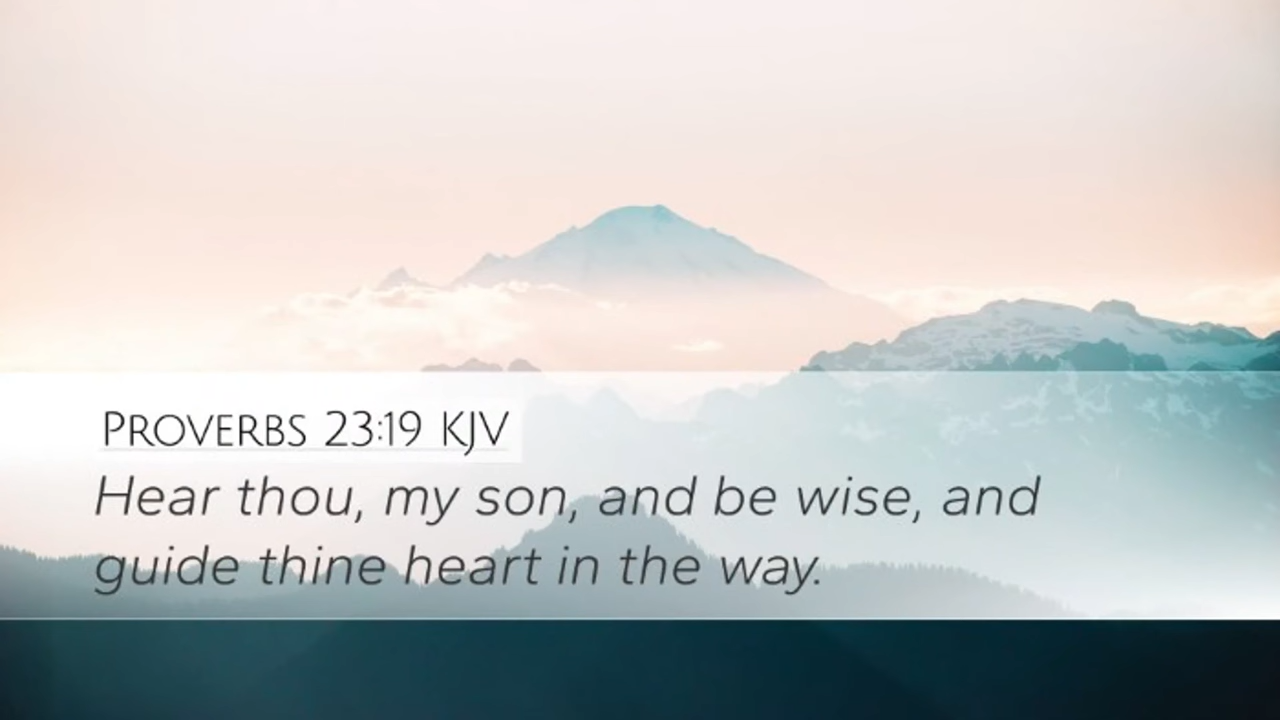 Proverbs 23:19 KJV
Hear thou, my son, and be wise, and
guide thine heart in the way.